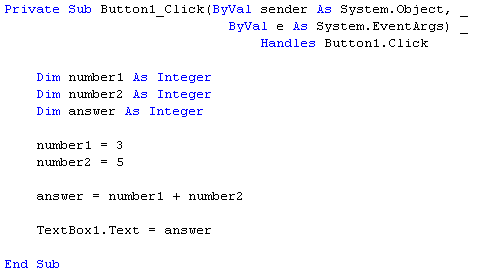 Private Sub Button1_Click(ByVal sender As System.Object, _
ByVal e As System.EventArgs) _
Handles Button1.Click
Dim number1 As Integer
Dim number2 As Integer
Dim answer As Integer
number1 = 3
number2 = 5
answer = number1 + number2
TextBox1.Text = answer
End Sub